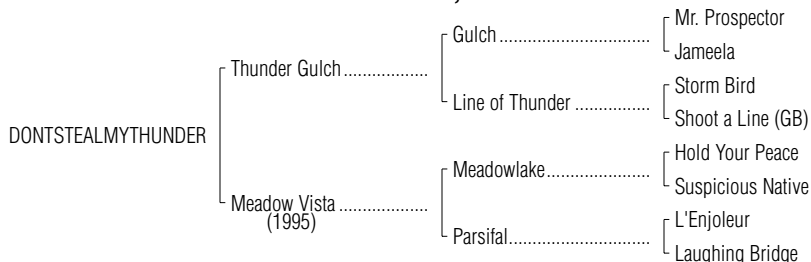 Mr. Prospector
Gulch
Jameela
Thunder Gulch
Storm Bird
Line of Thunder
Shoot a Line (GB)
DONTSTEALMYTHUNDER
Hold Your Peace
Meadowlake
Suspicious Native
Meadow Vista
(1995)
L'Enjoleur
Parsifal
Laughing Bridge